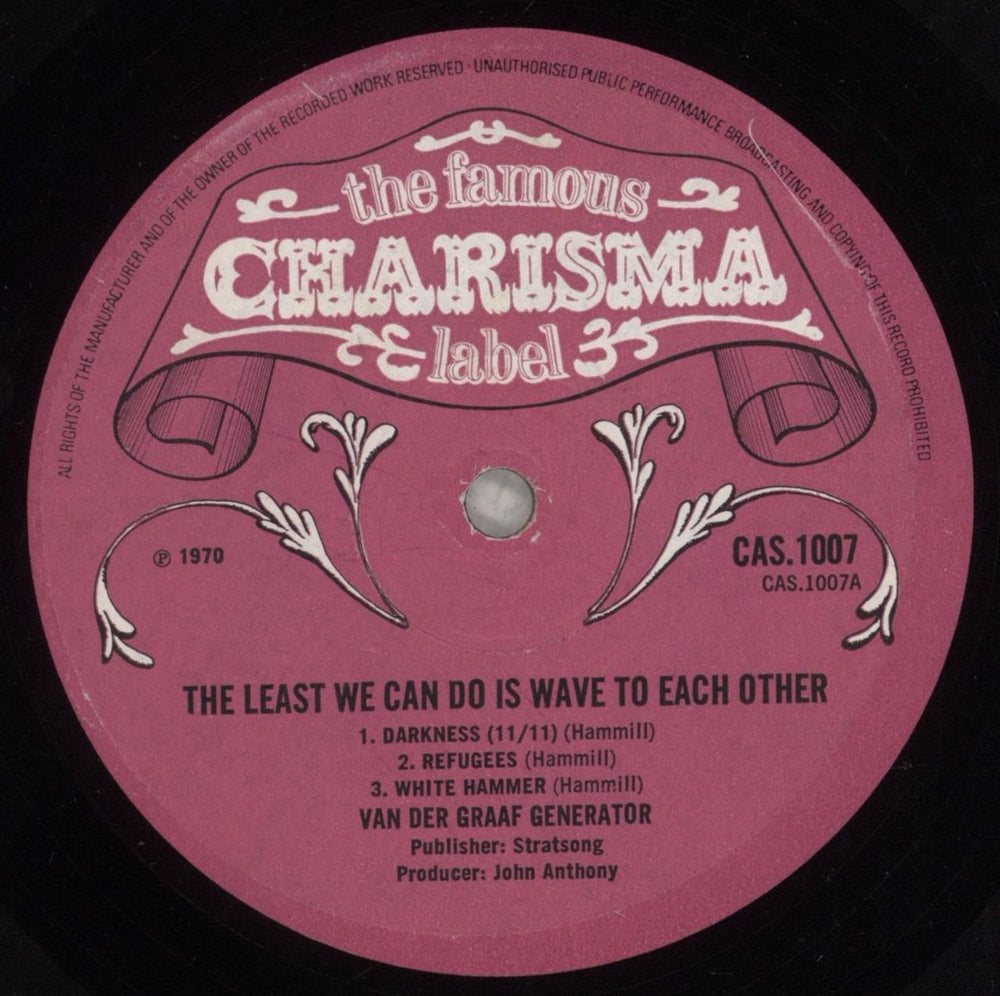 ALL RIGHTS OF THE MANUFACTURER AND OF THE OWNER OF THE RECORDED WORK RESERVED · UNAUTHORISED PUBLIC PERFORMANCE BROADCASTING AND COPYING OF THIS RECORD PROHIBITED
the famous
CHARISMA
label
℗ 1970
CAS.1007
CAS.1007A
THE LEAST WE CAN DO IS WAVE TO EACH OTHER
1. DARKNESS (11/11) (Hammill)
2. REFUGEES (Hammill)
3. WHITE HAMMER (Hammill)
VAN DER GRAAF GENERATOR
Publisher: Stratsong
Producer: John Anthony